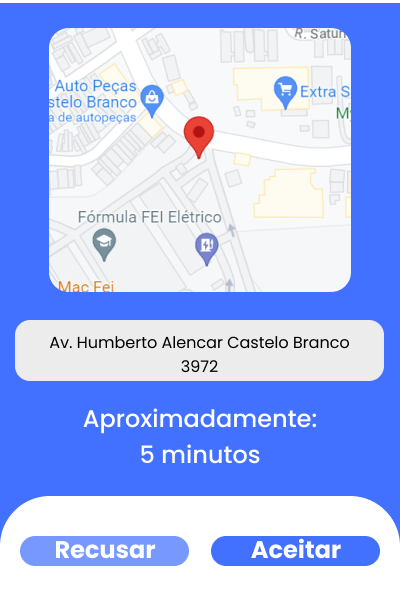 R. Satur
Auto Peças
stelo Branco
a de autopeças
Extra S
My
Fórmula FEI Elétrico
Mac Fei
Av. Humberto Alencar Castelo Branco
3972
Aproximadamente:
5 minutos
Recusar
Aceitar